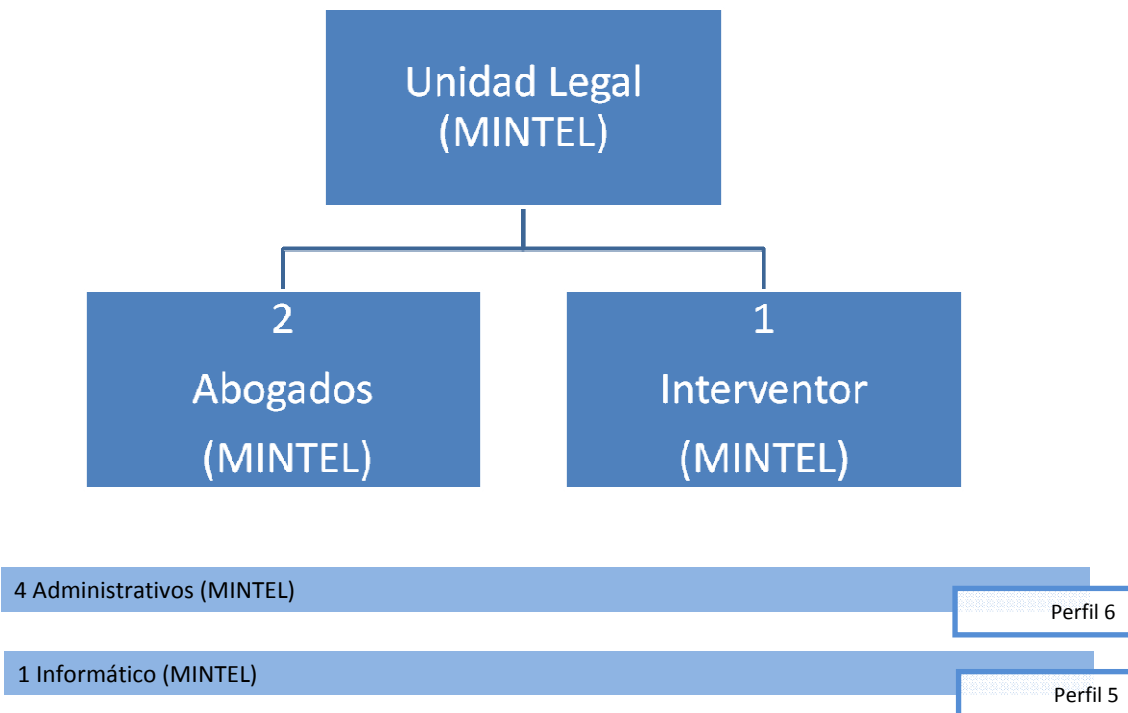 Unidad Legal
(MINTEL)
2
Abogados
(MINTEL)
1
Interventor
(MINTEL)
4 Administrativos (MINTEL)
Perfil 6
1 Informático (MINTEL)
Perfil 5